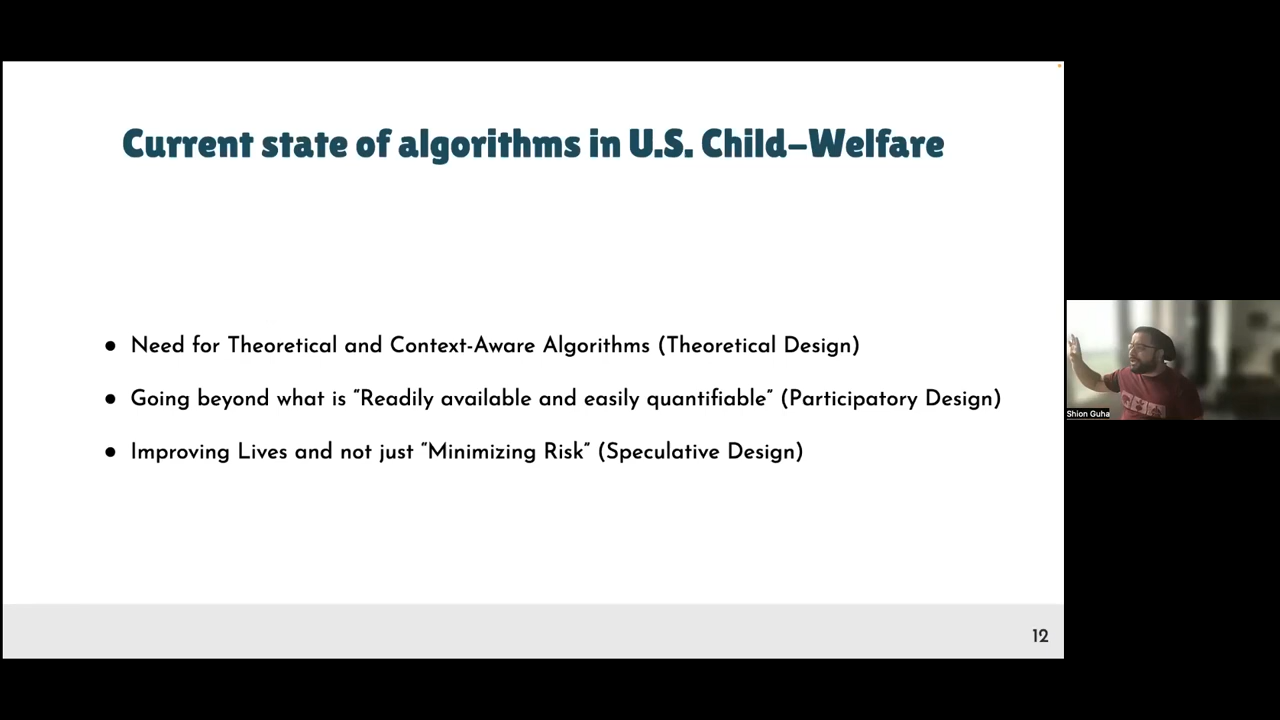 Current state of algorithms in U.S. Child-Welfare
● Need for Theoretical and Context-Aware Algorithms (Theoretical Design)
● Going beyond what is “Readily available and easily quantifiable” (Participatory Design)
● Improving Lives and not just “Minimizing Risk” (Speculative Design)
12
Shion Guha